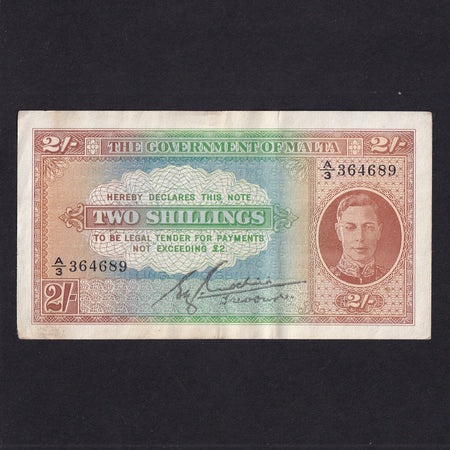 2/- THE GOVERNMENT OF MALTA 2/-
A/3 364689
HEREBY DECLARES THIS NOTE
TWO SHILLINGS
TO BE LEGAL TENDER FOR PAYMENTS
NOT EXCEEDING £2
A/3 364689
2/- 2/-